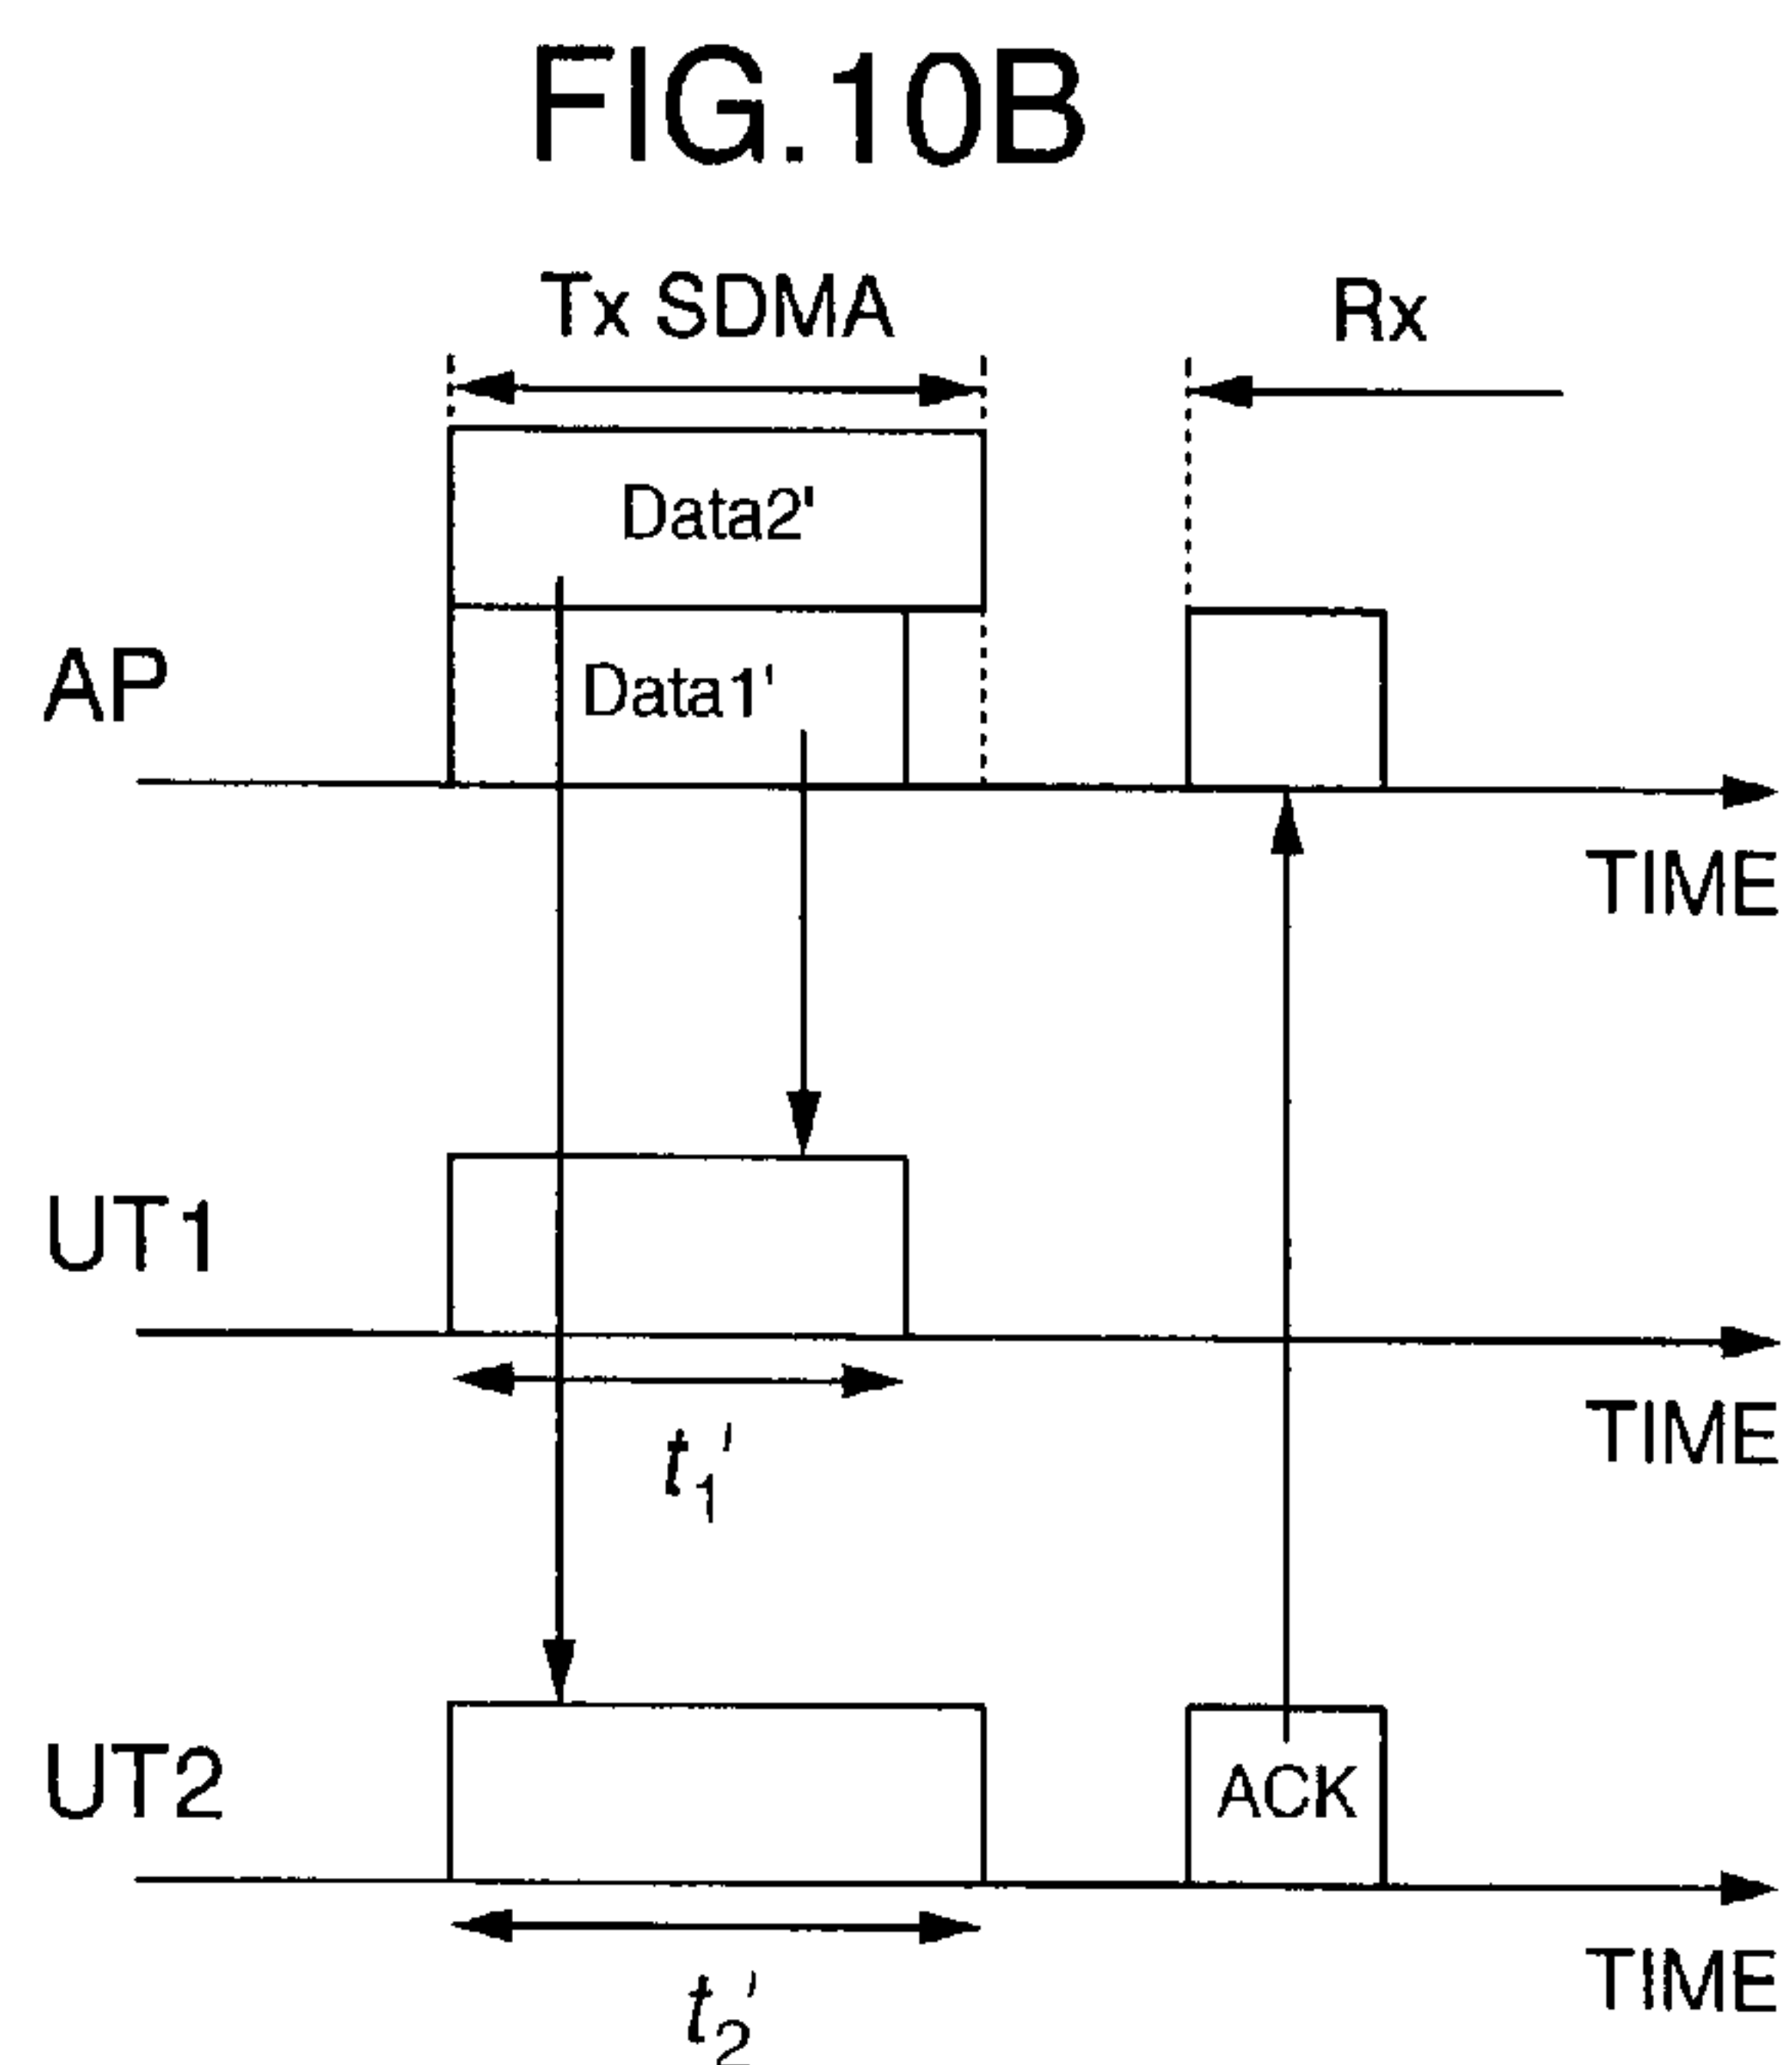 FIG.10B
Tx SDMA
Rx
Data2'
Data1'
AP
TIME
UT1
TIME
t1'
UT2
ACK
TIME
t2'